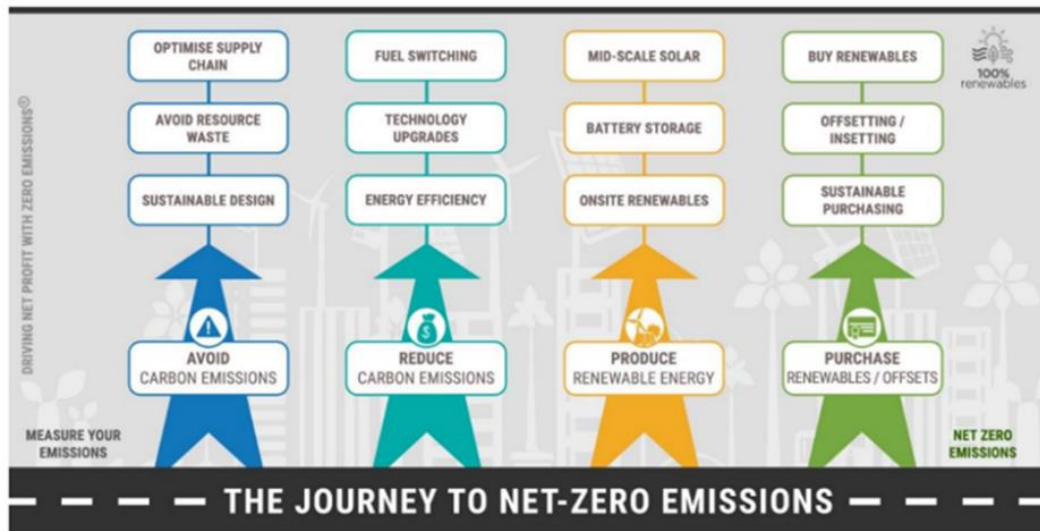 OPTIMISE SUPPLY
CHAIN
AVOID RESOURCE
WASTE
SUSTAINABLE DESIGN
AVOID
CARBON EMISSIONS
FUEL SWITCHING
TECHNOLOGY
UPGRADES
ENERGY EFFICIENCY
$
REDUCE
CARBON EMISSIONS
MID-SCALE SOLAR
BATTERY STORAGE
ONSITE RENEWABLES
PRODUCE
RENEWABLE ENERGY
BUY RENEWABLES
OFFSETTING /
INSETTING
SUSTAINABLE
PURCHASING
PURCHASE
RENEWABLES / OFFSETS
100%
renewables
DRIVING NET PROFIT WITH ZERO EMISSIONS®
MEASURE YOUR
EMISSIONS
NET ZERO
EMISSIONS
THE JOURNEY TO NET-ZERO EMISSIONS